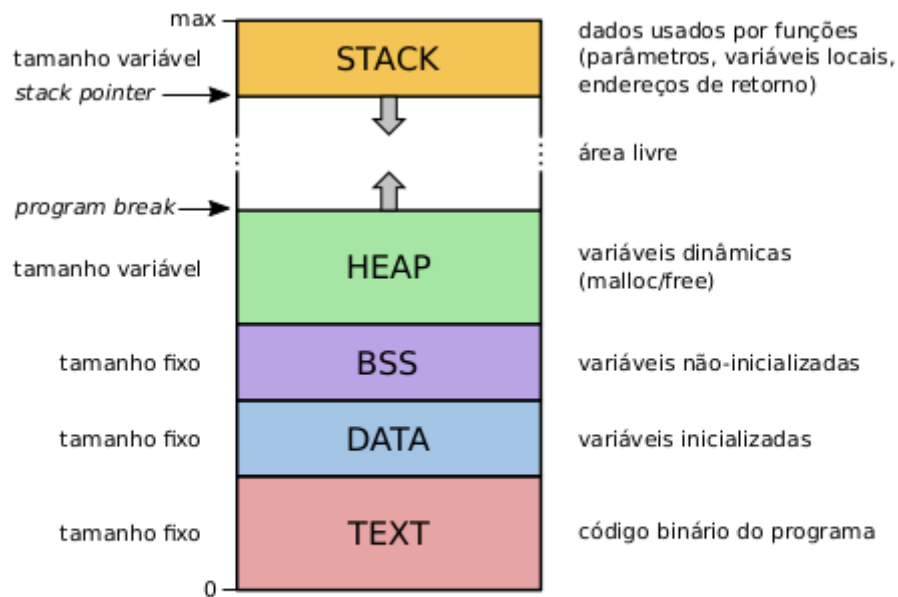 max
STACK
dados usados por funções
tamanho variável
(parâmetros, variáveis locais,
stack pointer
endereços de retorno)
área livre
program break
HEAP
variáveis dinâmicas
tamanho variável
(malloc/free)
tamanho fixo
BSS
variáveis não-inicializadas
tamanho fixo
DATA
variáveis inicializadas
tamanho fixo
TEXT
código binário do programa
0